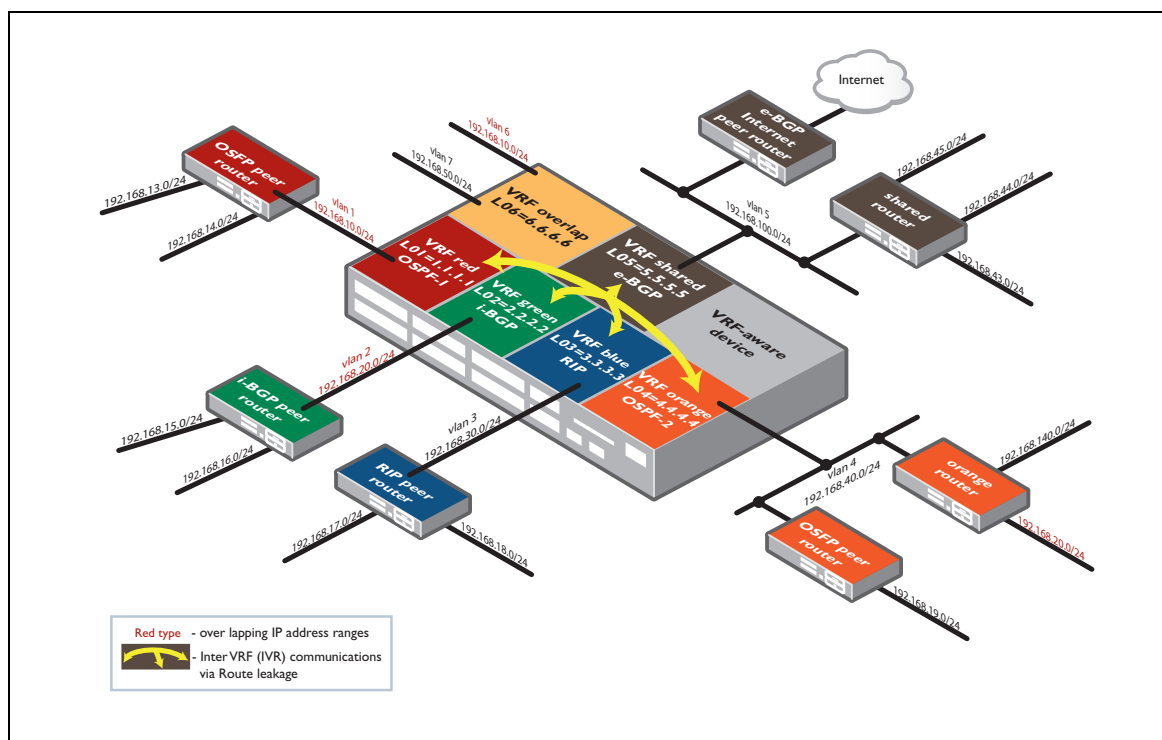 Internet
e-BGP
Internet
peer router
192.168.45.0/24
192.168.44.0/24
shared
router
192.168.43.0/24
vlan 5
192.168.100.0/24
vlan 6
192.168.10.0/24
vlan 7
192.168.50.0/24
OSFP peer
router
192.168.13.0/24
192.168.14.0/24
vlan 1
192.168.10.0/24
VRF overlap
L06=6.6.6.6
VRF shared
L05=5.5.5.5
e-BGP
VRF red
L01=1.1.1.1
OSPF-1
VRF green
L02=2.2.2.2
i-BGP
VRF blue
L03=3.3.3.3
RIP
VRF orange
L04=4.4.4.4
OSPF-2
VRF-aware
device
vlan 2
192.168.20.0/24
i-BGP peer
router
192.168.15.0/24
192.168.16.0/24
vlan 3
192.168.30.0/24
RIP peer
router
192.168.17.0/24
192.168.18.0/24
vlan 4
192.168.40.0/24
orange
router
192.168.140.0/24
192.168.20.0/24
OSFP peer
router
192.168.19.0/24
Red type - over lapping IP address ranges
- Inter VRF (IVR) communications
via Route leakage